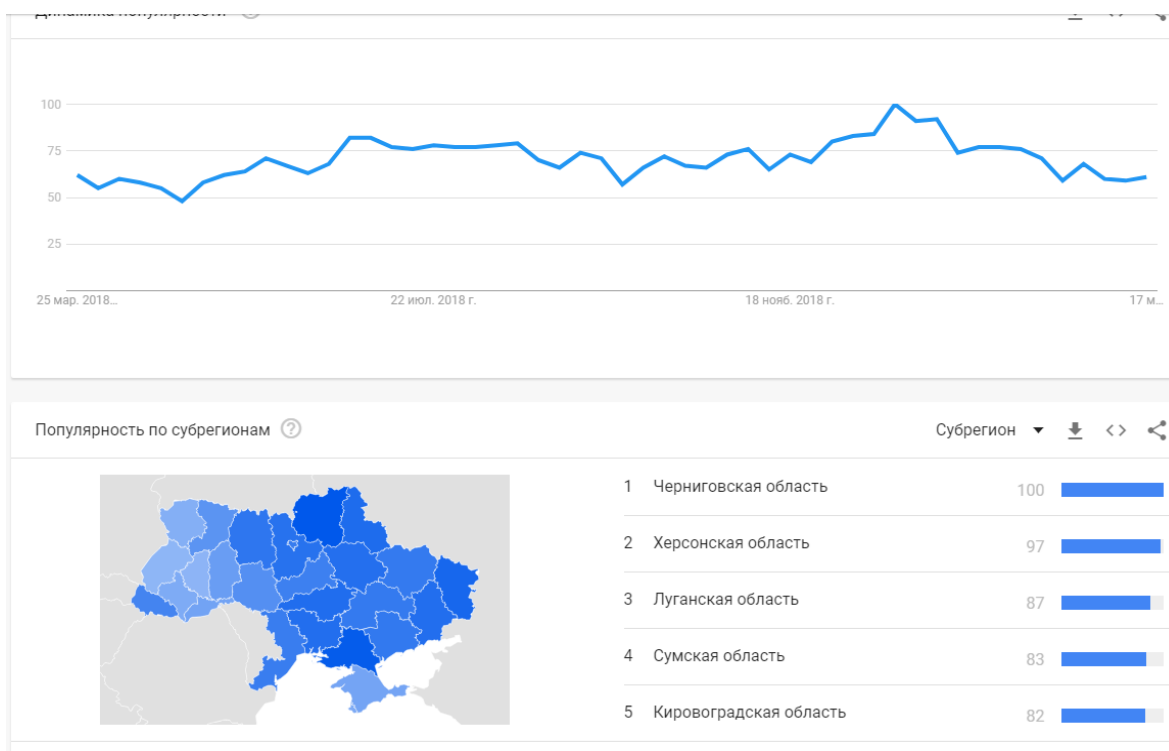 Динамика популярности
100
75
50
25
25 мар. 2018...
22 июл. 2018 г.
18 нояб. 2018 г.
17 м...
Популярность по субрегионам ?
Субрегион
1 Черниговская область 100
2 Херсонская область 97
3 Луганская область 87
4 Сумская область 83
5 Кировоградская область 82